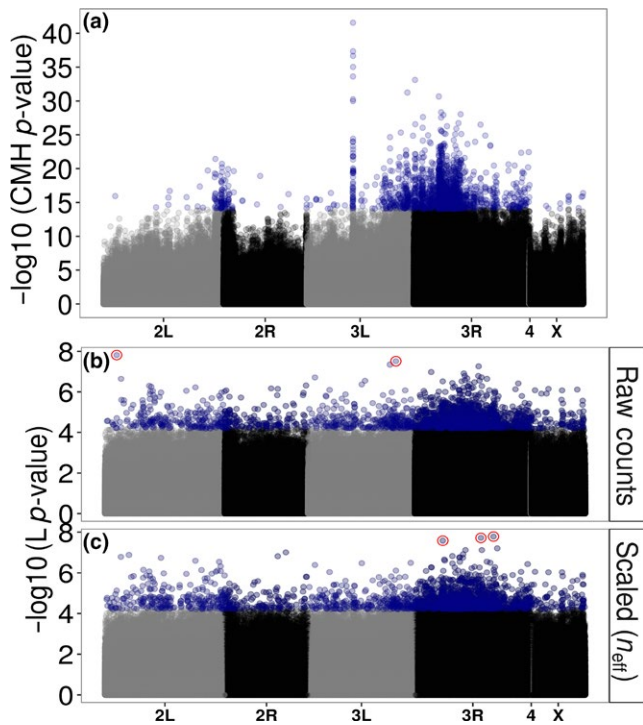 (a)
−log10 (CMH p-value)
40
35
30
25
20
15
10
5
0
2L 2R 3L 3R 4 X
(b)
8
6
4
2
0
Raw counts
−log10 (L p-value)
(c)
8
6
4
2
0
Scaled (neff)
2L 2R 3L 3R 4 X